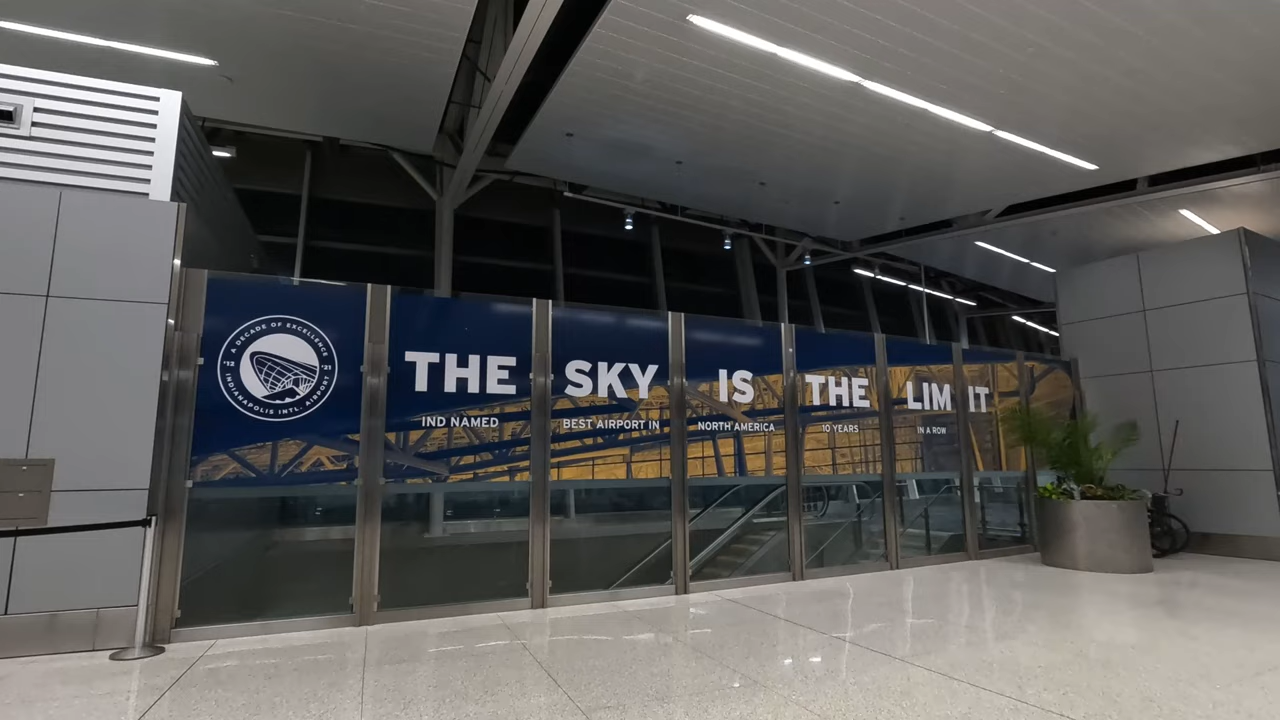 A DECADE OF EXCELLENCE
'12 '21
INDIANAPOLIS INTL. AIRPORT
THE SKY IS THE LIMIT
IND NAMED BEST AIRPORT IN NORTH AMERICA 10 YEARS IN A ROW